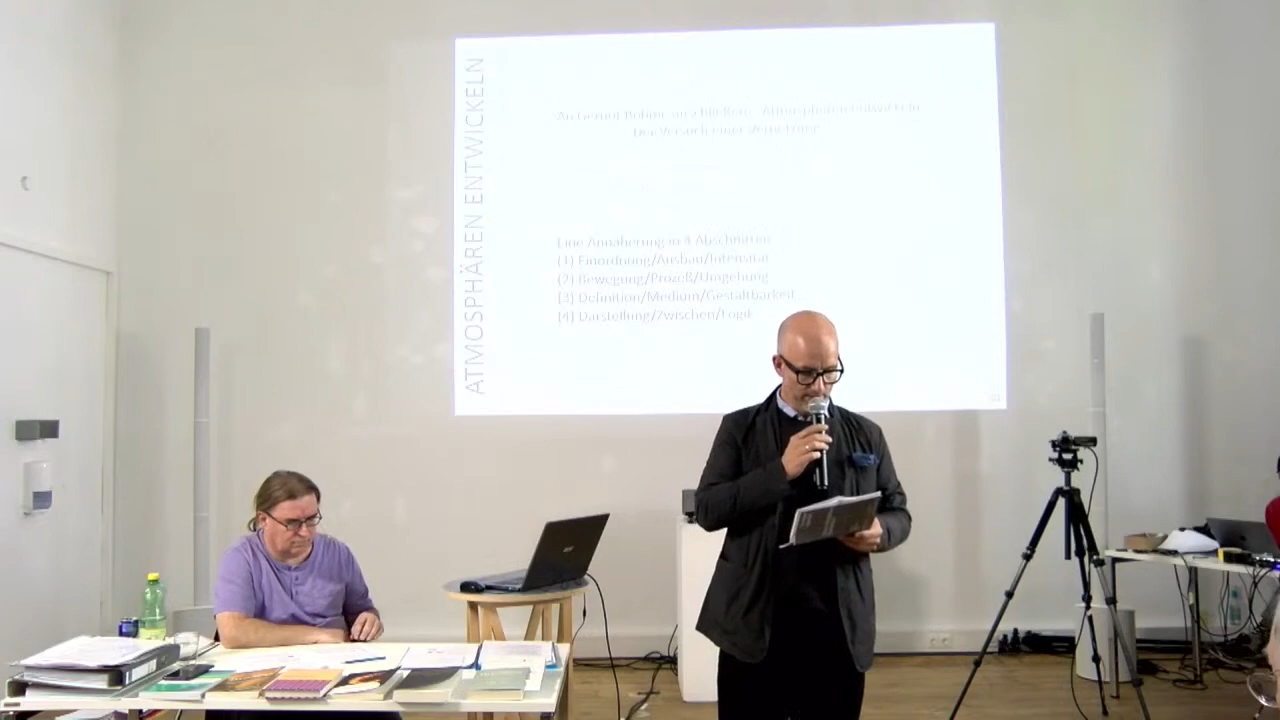 ATMOSPHÄREN ENTWICKELN
An Gernot Böhme anschließen: Atmosphären entwickeln
Der Versuch einer Vernetzung
Eine Annäherung in 4 Abschnitten
(1) Einordnung/Ausbau/Intensität
(2) Bewegung/Prozeß/Umgebung
(3) Definition/Medium/Gestaltbarkeit
(4) Darstellung/Zwischen/Logik